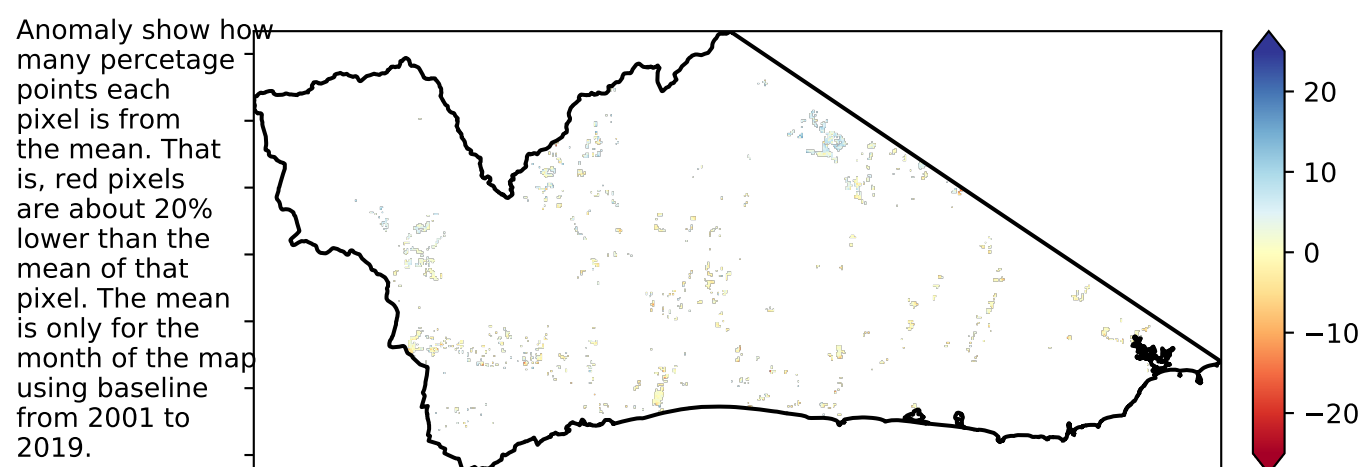 Anomaly show how
many percetage
points each
pixel is from
the mean. That
is, red pixels
are about 20%
lower than the
mean of that
pixel. The mean
is only for the
month of the map
using baseline
from 2001 to
2019.
20
10
0
−10
−20